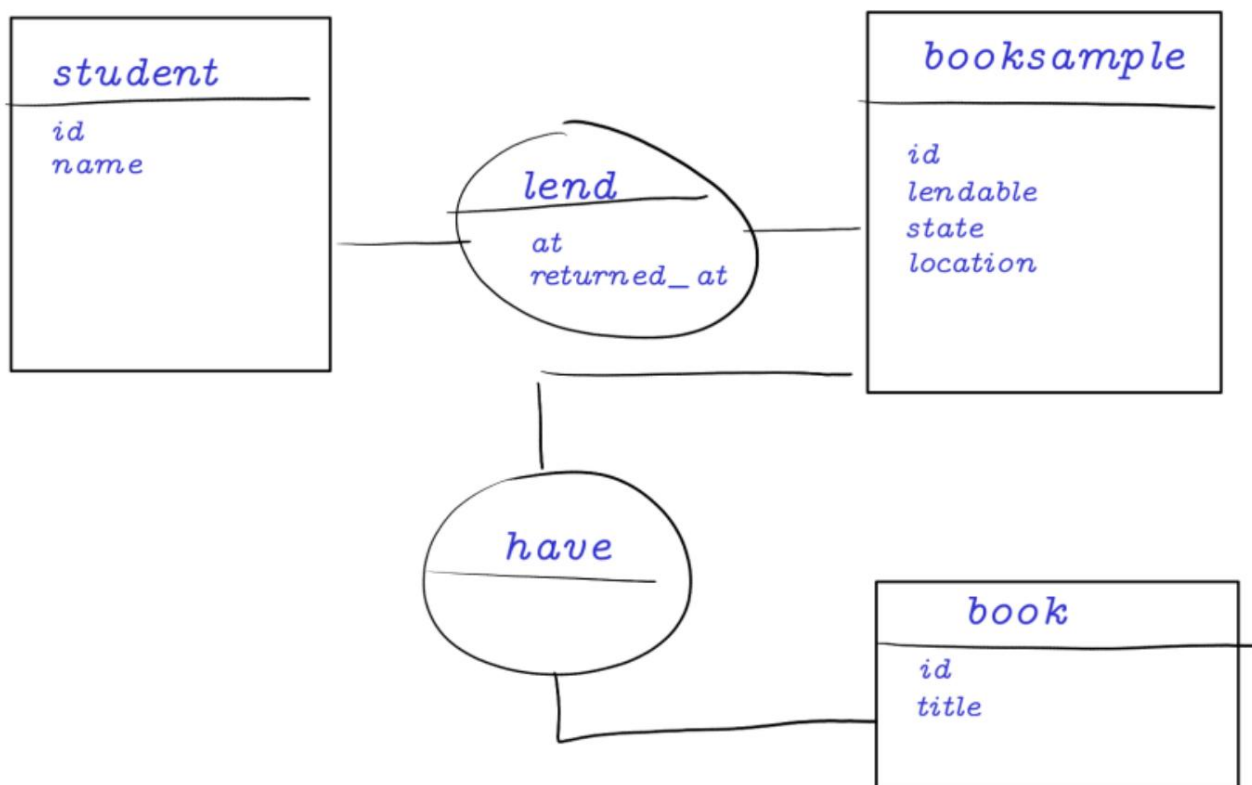 student
id
name
lend
at
returned_at
booksample
id
lendable
state
location
have
book
id
title